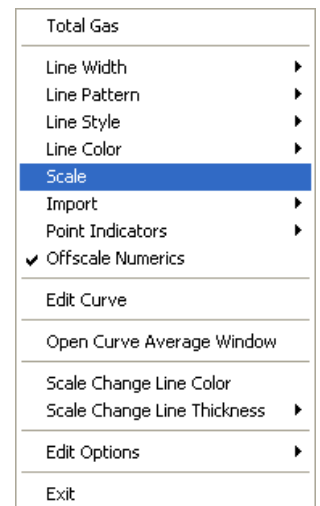 Total Gas
Line Width
Line Pattern
Line Style
Line Color
Scale
Import
Point Indicators
Offscale Numerics
Edit Curve
Open Curve Average Window
Scale Change Line Color
Scale Change Line Thickness
Edit Options
Exit